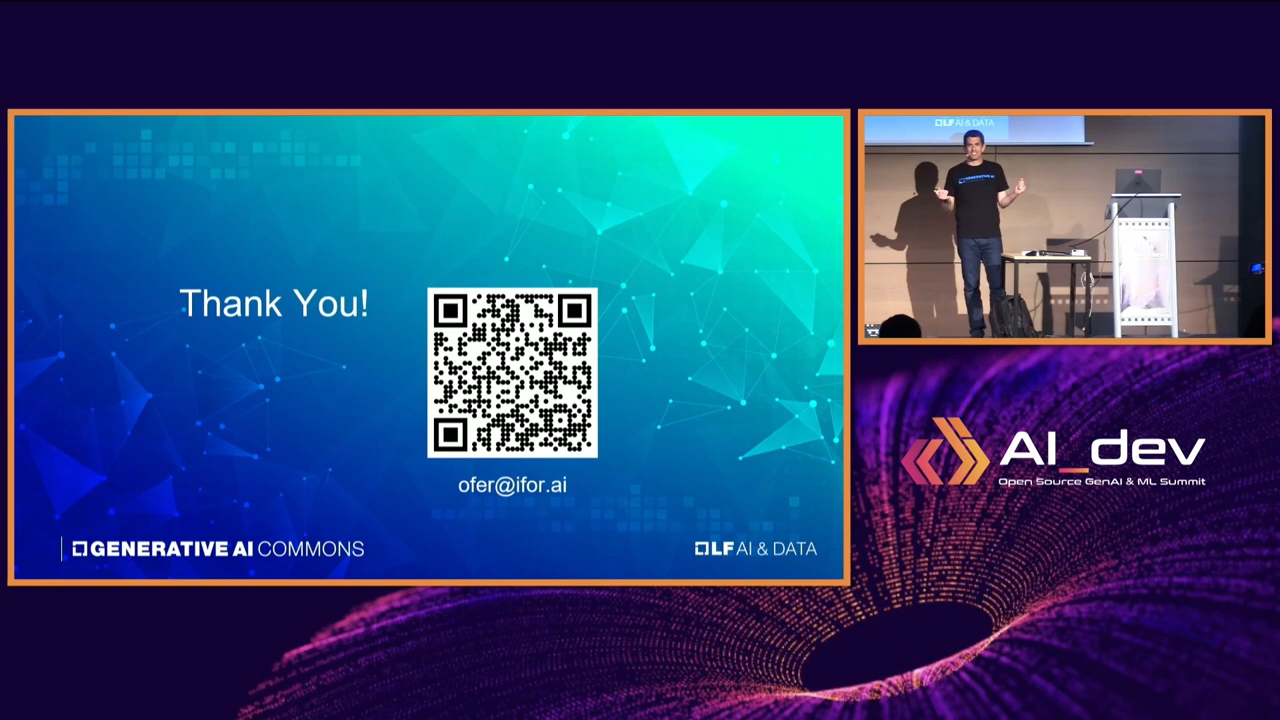 Thank You!
ofer@ifor.ai
GENERATIVE AI COMMONS
LF AI & DATA
LF AI & DATA
GENERATIVE AI
AI_dev
Open Source GenAI & ML Summit